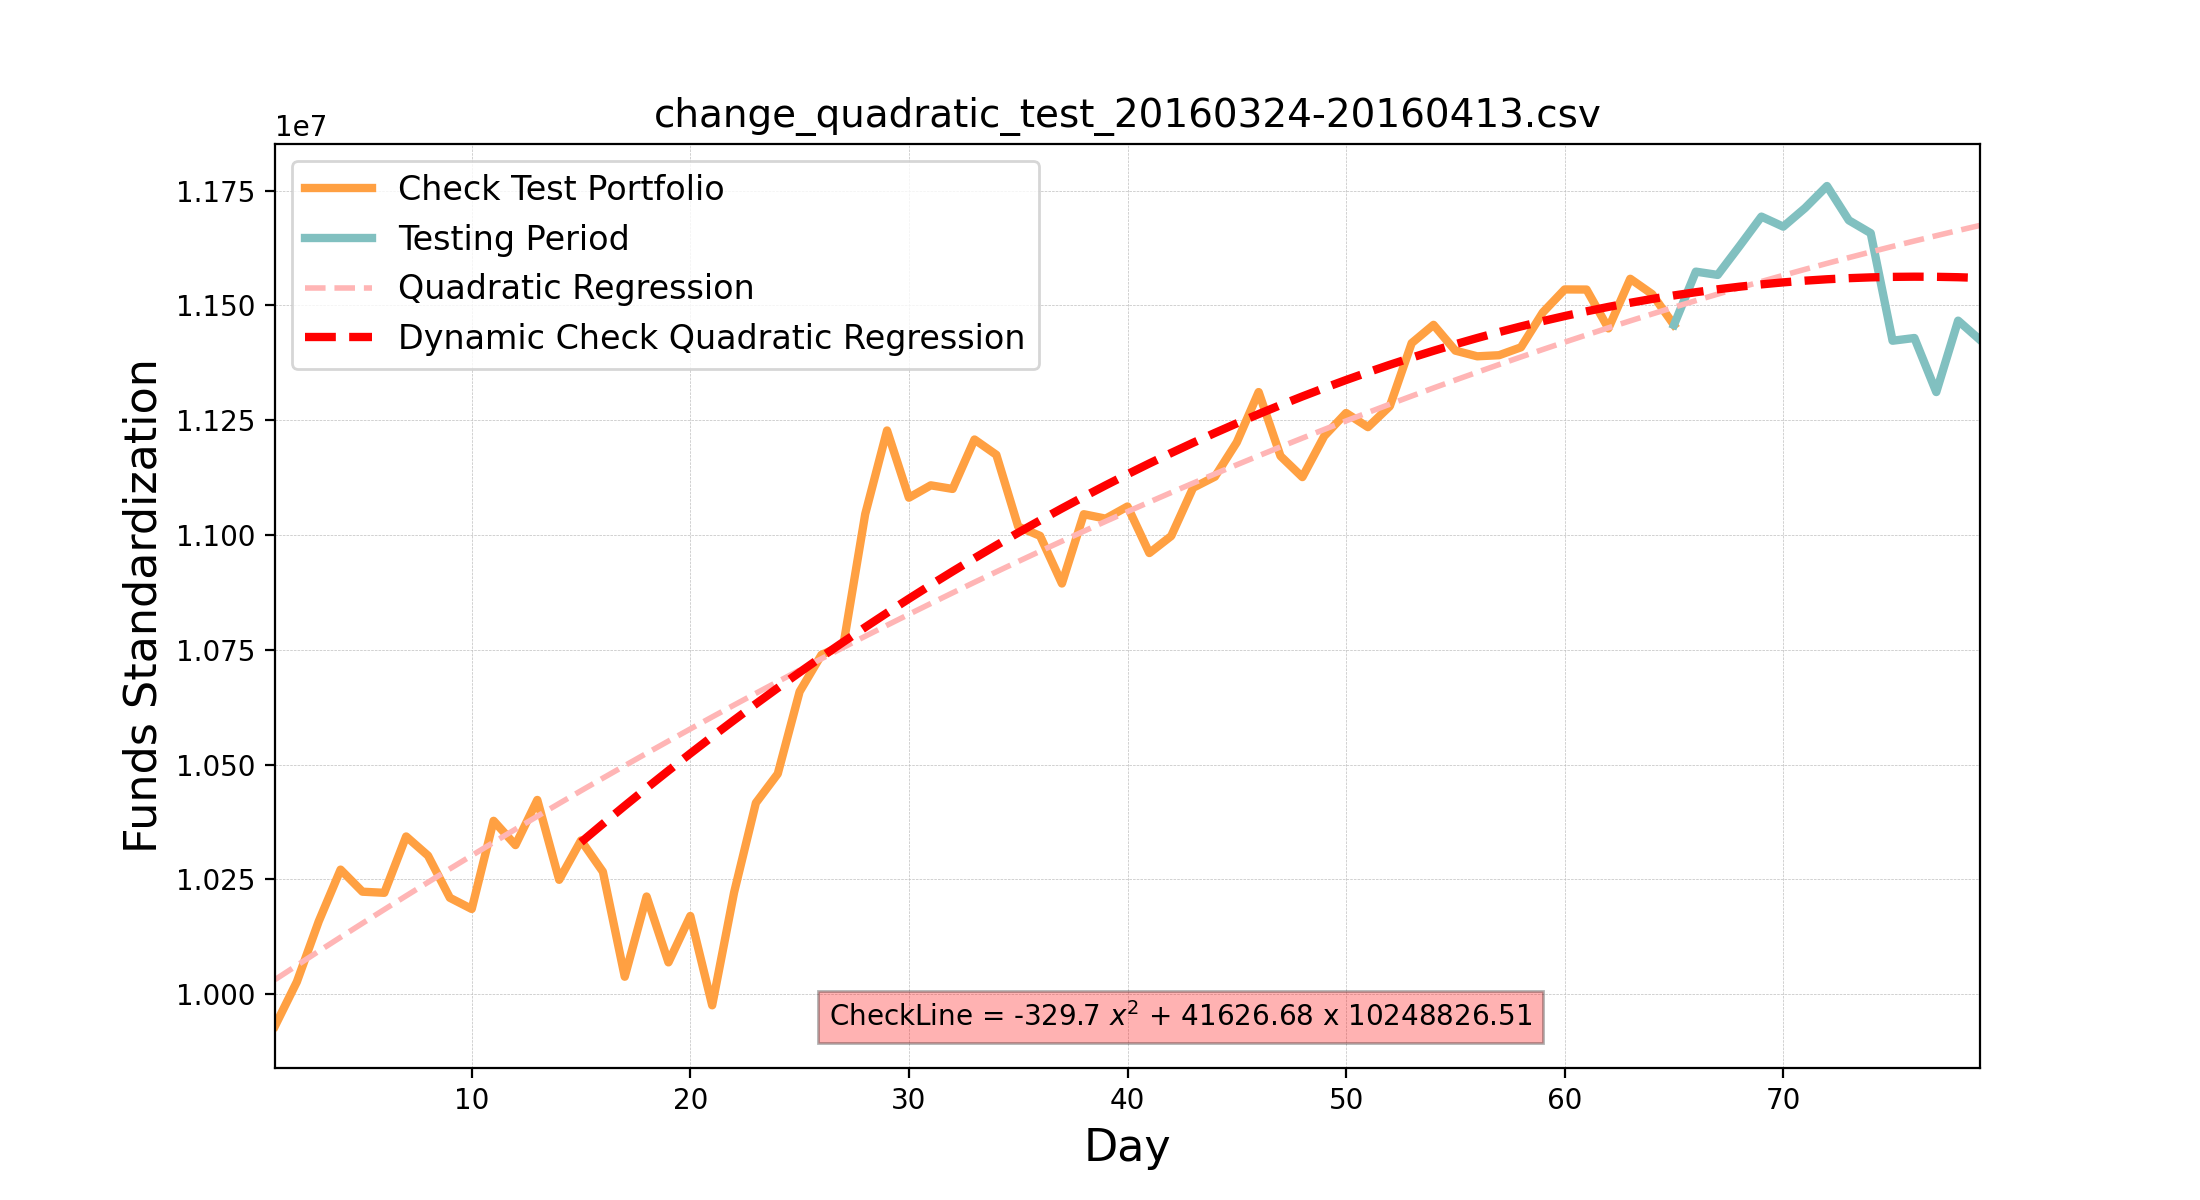 change_quadratic_test_20160324-20160413.csv
1e7
Check Test Portfolio
Testing Period
Quadratic Regression
Dynamic Check Quadratic Regression
Funds Standardization
1.175
1.150
1.125
1.100
1.075
1.050
1.025
1.000
CheckLine = -329.7 x² + 41626.68 x 10248826.51
10 20 30 40 50 60 70
Day